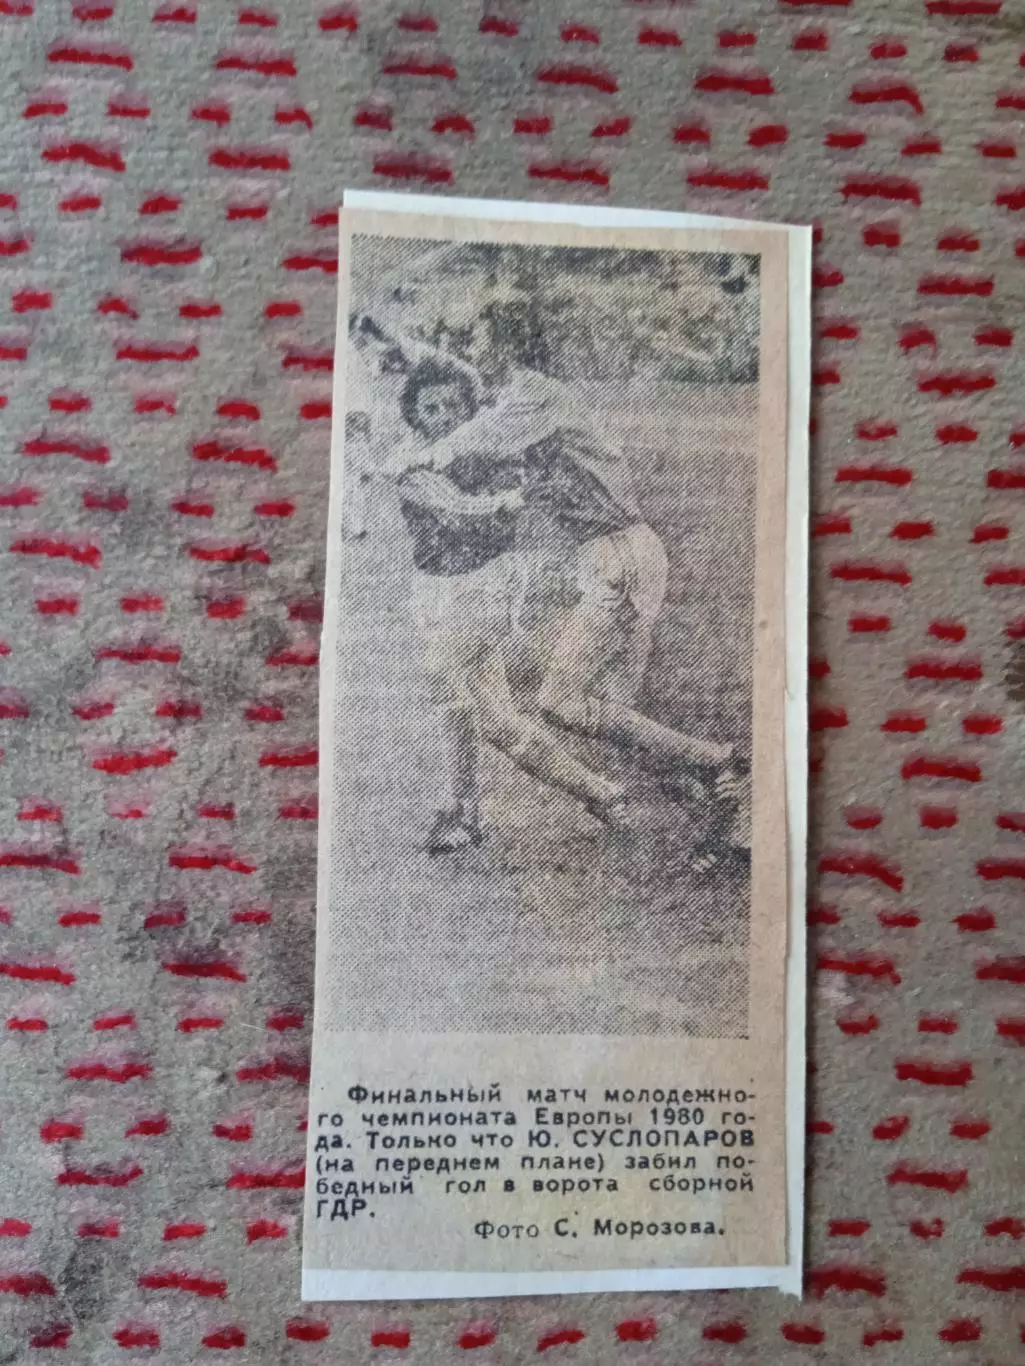 Финальный матч молодежно-
го чемпионата Европы 1980 го-
да. Только что Ю. СУСЛОПАРОВ
(на переднем плане) забил по-
бедный гол в ворота сборной
ГДР.
Фото С. Морозова.